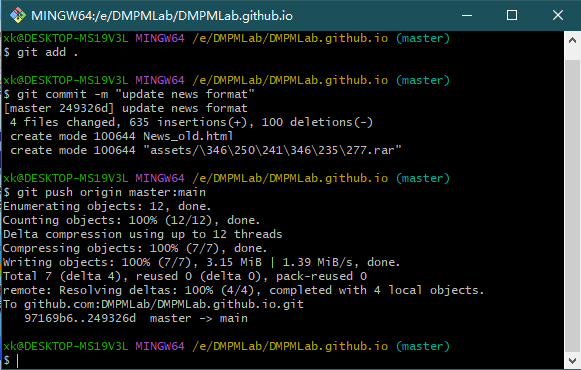 MINGW64:/e/DMPMLab/DMPMLab.github.io
xk@DESKTOP-MS19V3L MINGW64 /e/DMPMLab/DMPMLab.github.io (master)
$ git add .
xk@DESKTOP-MS19V3L MINGW64 /e/DMPMLab/DMPMLab.github.io (master)
$ git commit -m "update news format"
[master 249326d] update news format
 4 files changed, 635 insertions(+), 100 deletions(-)
 create mode 100644 News_old.html
 create mode 100644 "assets/\346\250\241\346\235\277.rar"
xk@DESKTOP-MS19V3L MINGW64 /e/DMPMLab/DMPMLab.github.io (master)
$ git push origin master:main
Enumerating objects: 12, done.
Counting objects: 100% (12/12), done.
Delta compression using up to 12 threads
Compressing objects: 100% (7/7), done.
Writing objects: 100% (7/7), 3.15 MiB | 1.39 MiB/s, done.
Total 7 (delta 4), reused 0 (delta 0), pack-reused 0
remote: Resolving deltas: 100% (4/4), completed with 4 local objects.
To github.com:DMPMLab/DMPMLab.github.io.git
   97169b6..249326d  master -> main
xk@DESKTOP-MS19V3L MINGW64 /e/DMPMLab/DMPMLab.github.io (master)
$